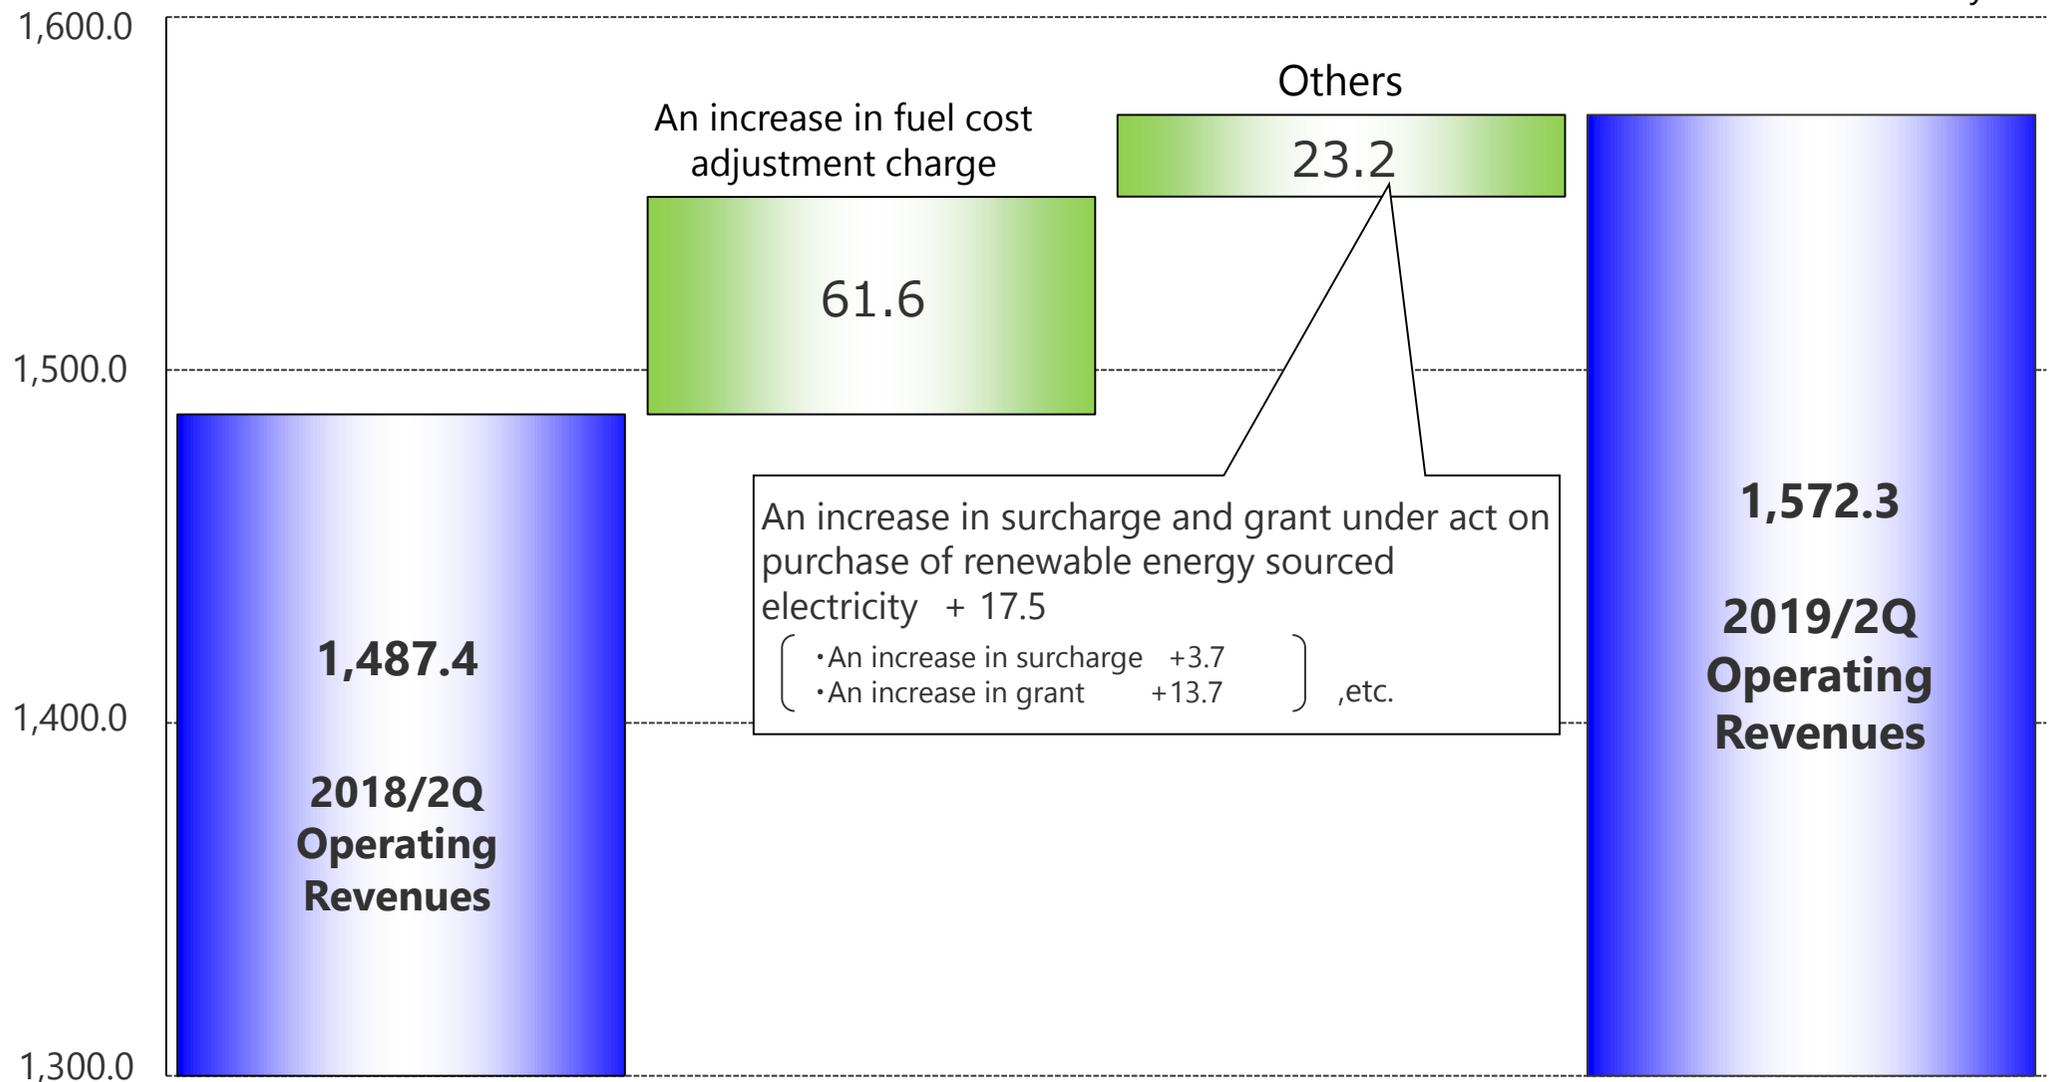 1,600.0
Others
An increase in fuel cost
adjustment charge
23.2
61.6
1,500.0
An increase in surcharge and grant under act on
purchase of renewable energy sourced
electricity + 17.5
・An increase in surcharge +3.7
・An increase in grant +13.7
,etc.
1,572.3
2019/2Q
Operating
Revenues
1,487.4
2018/2Q
Operating
Revenues
1,400.0
1,300.0